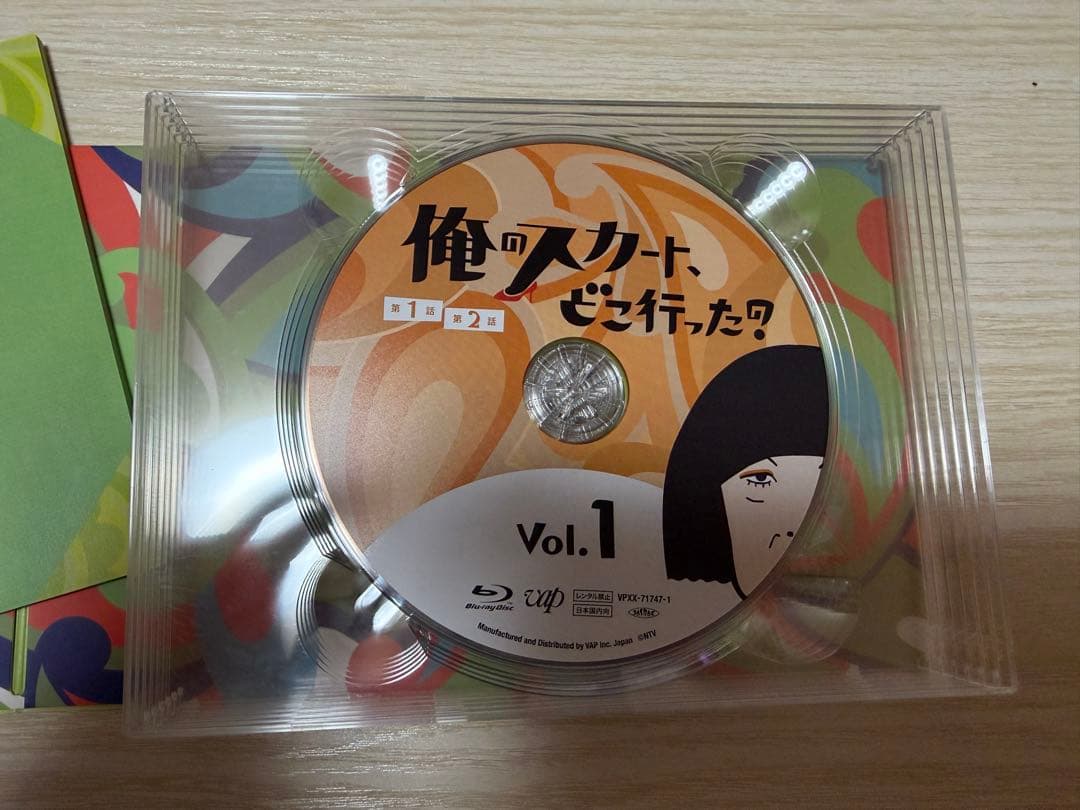 俺のスカート、
どこ行った?
第1話 第2話
Vol.1
Blu-ray Disc vap レンタル禁止 VPXX-71747-1
日本国内向
Manufactured and Distributed by VAP Inc. Japan ©NTV